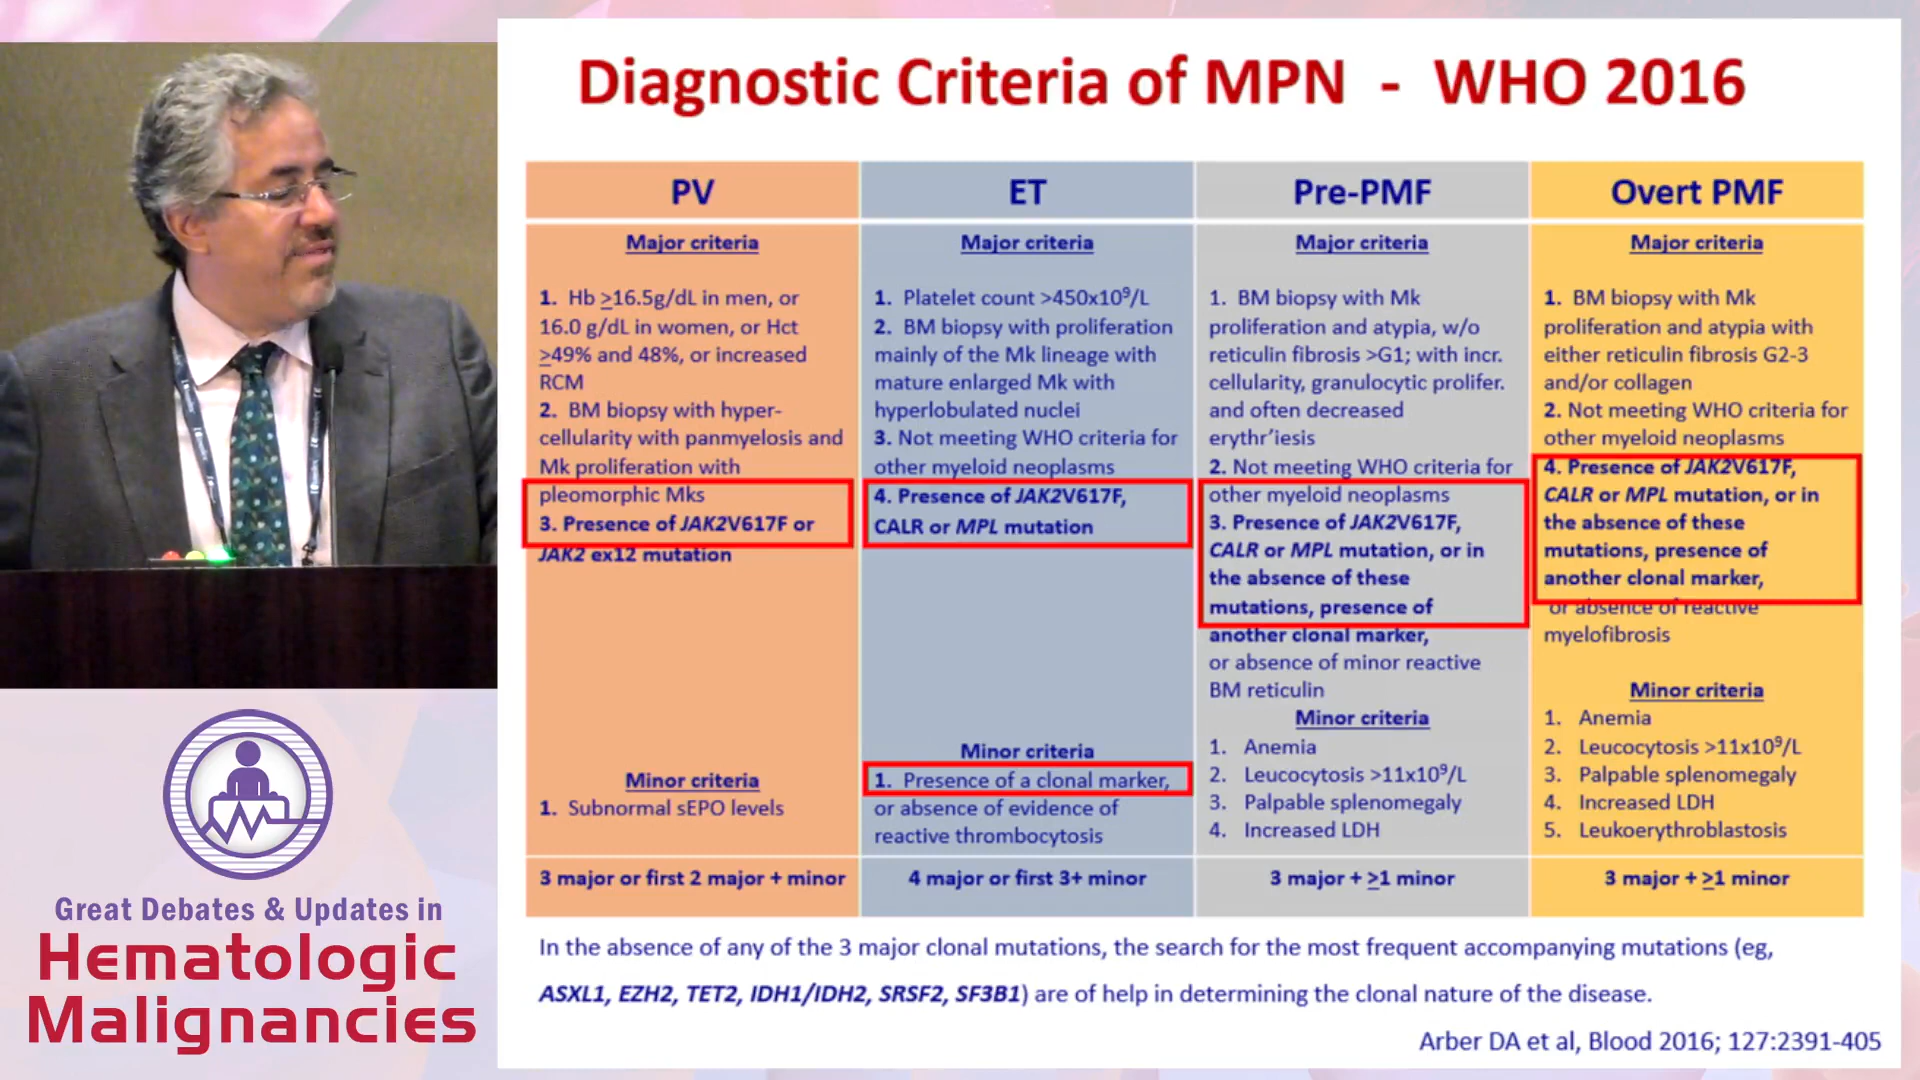 Diagnostic Criteria of MPN - WHO 2016
PV
Major criteria
1. Hb ≥16.5g/dL in men, or
16.0 g/dL in women, or Hct
≥49% and 48%, or increased
RCM
2. BM biopsy with hyper-
cellularity with panmyelosis and
Mk proliferation with
pleomorphic Mks
3. Presence of JAK2V617F or
JAK2 ex12 mutation
Minor criteria
1. Subnormal sEPO levels
3 major or first 2 major + minor
ET
Major criteria
1. Platelet count >450x10⁹/L
2. BM biopsy with proliferation
mainly of the Mk lineage with
mature enlarged Mk with
hyperlobulated nuclei
3. Not meeting WHO criteria for
other myeloid neoplasms
4. Presence of JAK2V617F,
CALR or MPL mutation
Minor criteria
1. Presence of a clonal marker,
or absence of evidence of
reactive thrombocytosis
4 major or first 3+ minor
Pre-PMF
Major criteria
1. BM biopsy with Mk
proliferation and atypia, w/o
reticulin fibrosis >G1; with incr.
cellularity, granulocytic prolifer.
and often decreased
erythr'iesis
2. Not meeting WHO criteria for
other myeloid neoplasms
3. Presence of JAK2V617F,
CALR or MPL mutation, or in
the absence of these
mutations, presence of
another clonal marker,
or absence of minor reactive
BM reticulin
Minor criteria
1. Anemia
2. Leucocytosis >11x10⁹/L
3. Palpable splenomegaly
4. Increased LDH
3 major + ≥1 minor
Overt PMF
Major criteria
1. BM biopsy with Mk
proliferation and atypia with
either reticulin fibrosis G2-3
and/or collagen
2. Not meeting WHO criteria for
other myeloid neoplasms
4. Presence of JAK2V617F,
CALR or MPL mutation, or in
the absence of these
mutations, presence of
another clonal marker,
or absence of reactive
myelofibrosis
Minor criteria
1. Anemia
2. Leucocytosis >11x10⁹/L
3. Palpable splenomegaly
4. Increased LDH
5. Leukoerythroblastosis
3 major + ≥1 minor
In the absence of any of the 3 major clonal mutations, the search for the most frequent accompanying mutations (eg,
ASXL1, EZH2, TET2, IDH1/IDH2, SRSF2, SF3B1) are of help in determining the clonal nature of the disease.
Arber DA et al, Blood 2016; 127:2391-405
Great Debates & Updates in
Hematologic
Malignancies